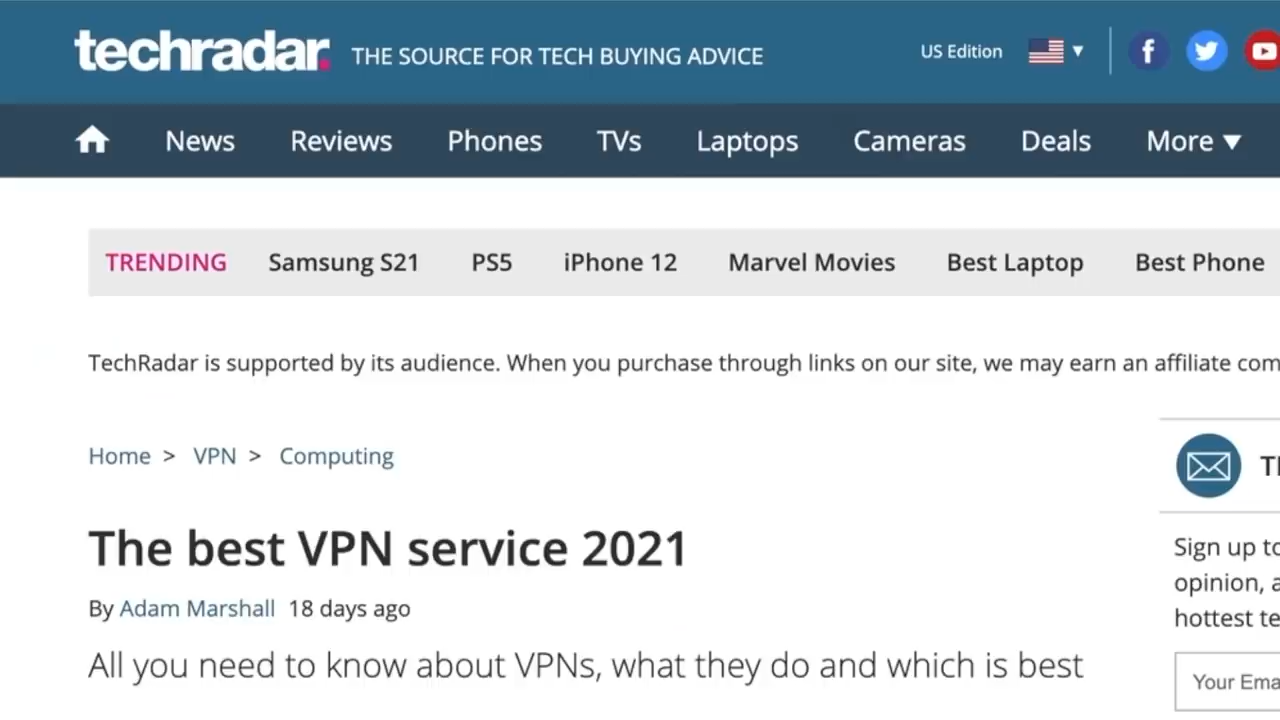 techradar. THE SOURCE FOR TECH BUYING ADVICE US Edition
News Reviews Phones TVs Laptops Cameras Deals More
TRENDING Samsung S21 PS5 iPhone 12 Marvel Movies Best Laptop Best Phone
TechRadar is supported by its audience. When you purchase through links on our site, we may earn an affiliate com
Home > VPN > Computing
The best VPN service 2021
By Adam Marshall 18 days ago
All you need to know about VPNs, what they do and which is best
Sign up to
opinion, a
hottest te
Your Ema